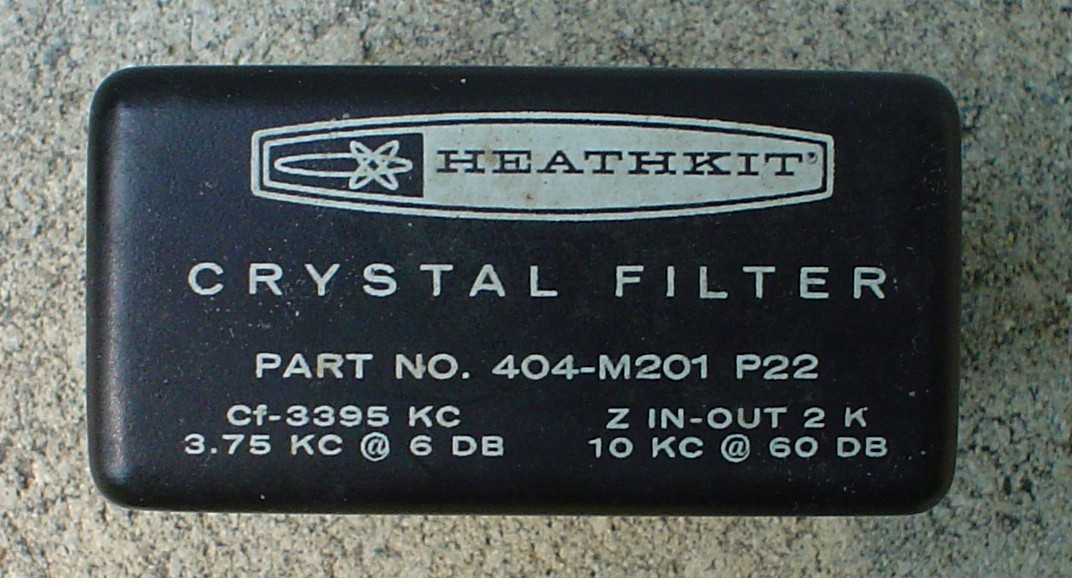 HEATHKIT®
CRYSTAL FILTER
PART NO. 404-M201 P22
Cf-3395 KC Z IN-OUT 2 K
3.75 KC @ 6 DB 10 KC @ 60 DB